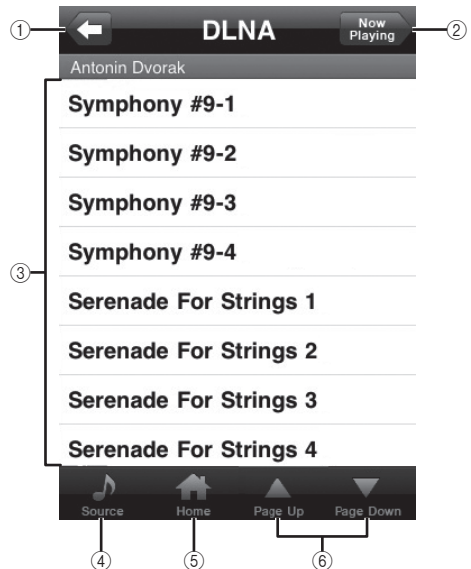 ① DLNA Now Playing ②
Antonin Dvorak
Symphony #9-1
Symphony #9-2
Symphony #9-3
③ Symphony #9-4
Serenade For Strings 1
Serenade For Strings 2
Serenade For Strings 3
Serenade For Strings 4
Source Home Page Up Page Down
④ ⑤ ⑥